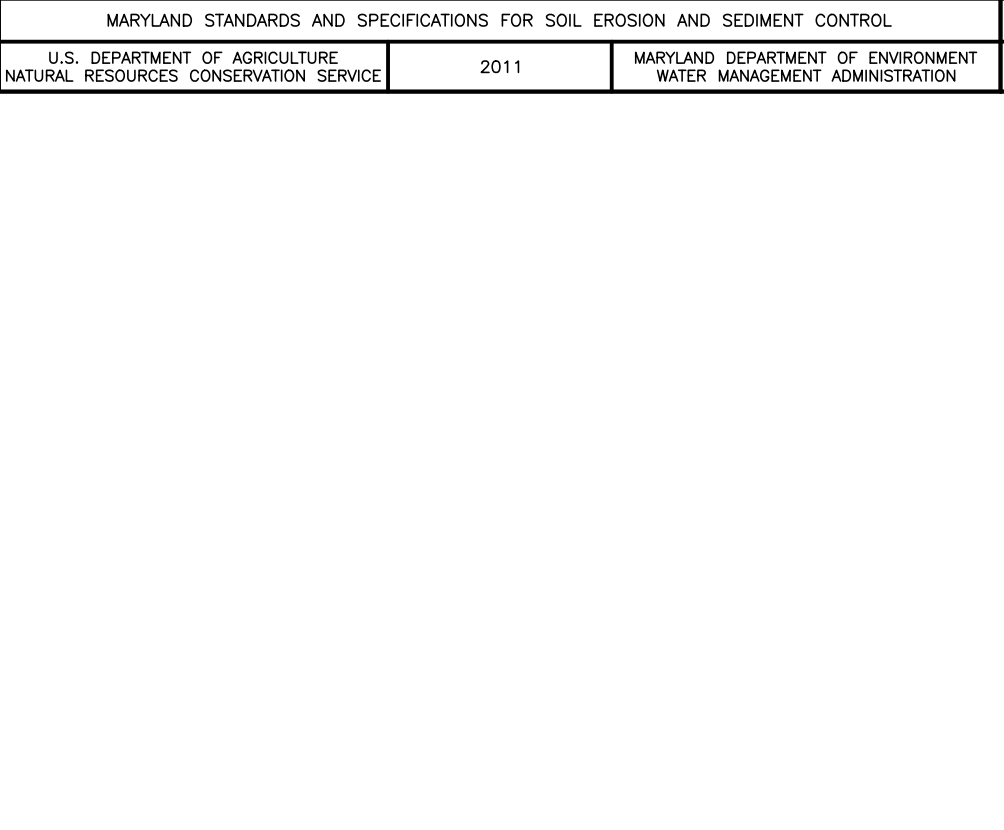 MARYLAND STANDARDS AND SPECIFICATIONS FOR SOIL EROSION AND SEDIMENT CONTROL
U.S. DEPARTMENT OF AGRICULTURE
NATURAL RESOURCES CONSERVATION SERVICE
2011
MARYLAND DEPARTMENT OF ENVIRONMENT
WATER MANAGEMENT ADMINISTRATION